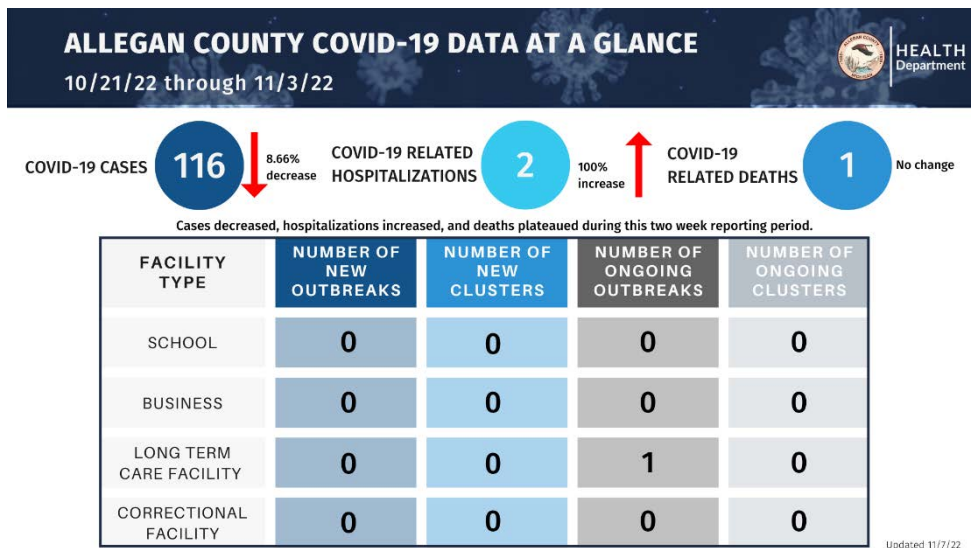 ALLEGAN COUNTY COVID-19 DATA AT A GLANCE
10/21/22 through 11/3/22
HEALTH
Department
COVID-19 CASES
116
8.66%
decrease
COVID-19 RELATED
HOSPITALIZATIONS
2
100%
increase
COVID-19
RELATED DEATHS
1
No change
Cases decreased, hospitalizations increased, and deaths plateaued during this two week reporting period.
FACILITY
TYPE
NUMBER OF
NEW
OUTBREAKS
NUMBER OF
NEW
CLUSTERS
NUMBER OF
ONGOING
OUTBREAKS
NUMBER OF
ONGOING
CLUSTERS
SCHOOL
0 0 0 0
BUSINESS
0 0 0 0
LONG TERM
CARE FACILITY
0 0 1 0
CORRECTIONAL
FACILITY
0 0 0 0
Updated 11/7/22